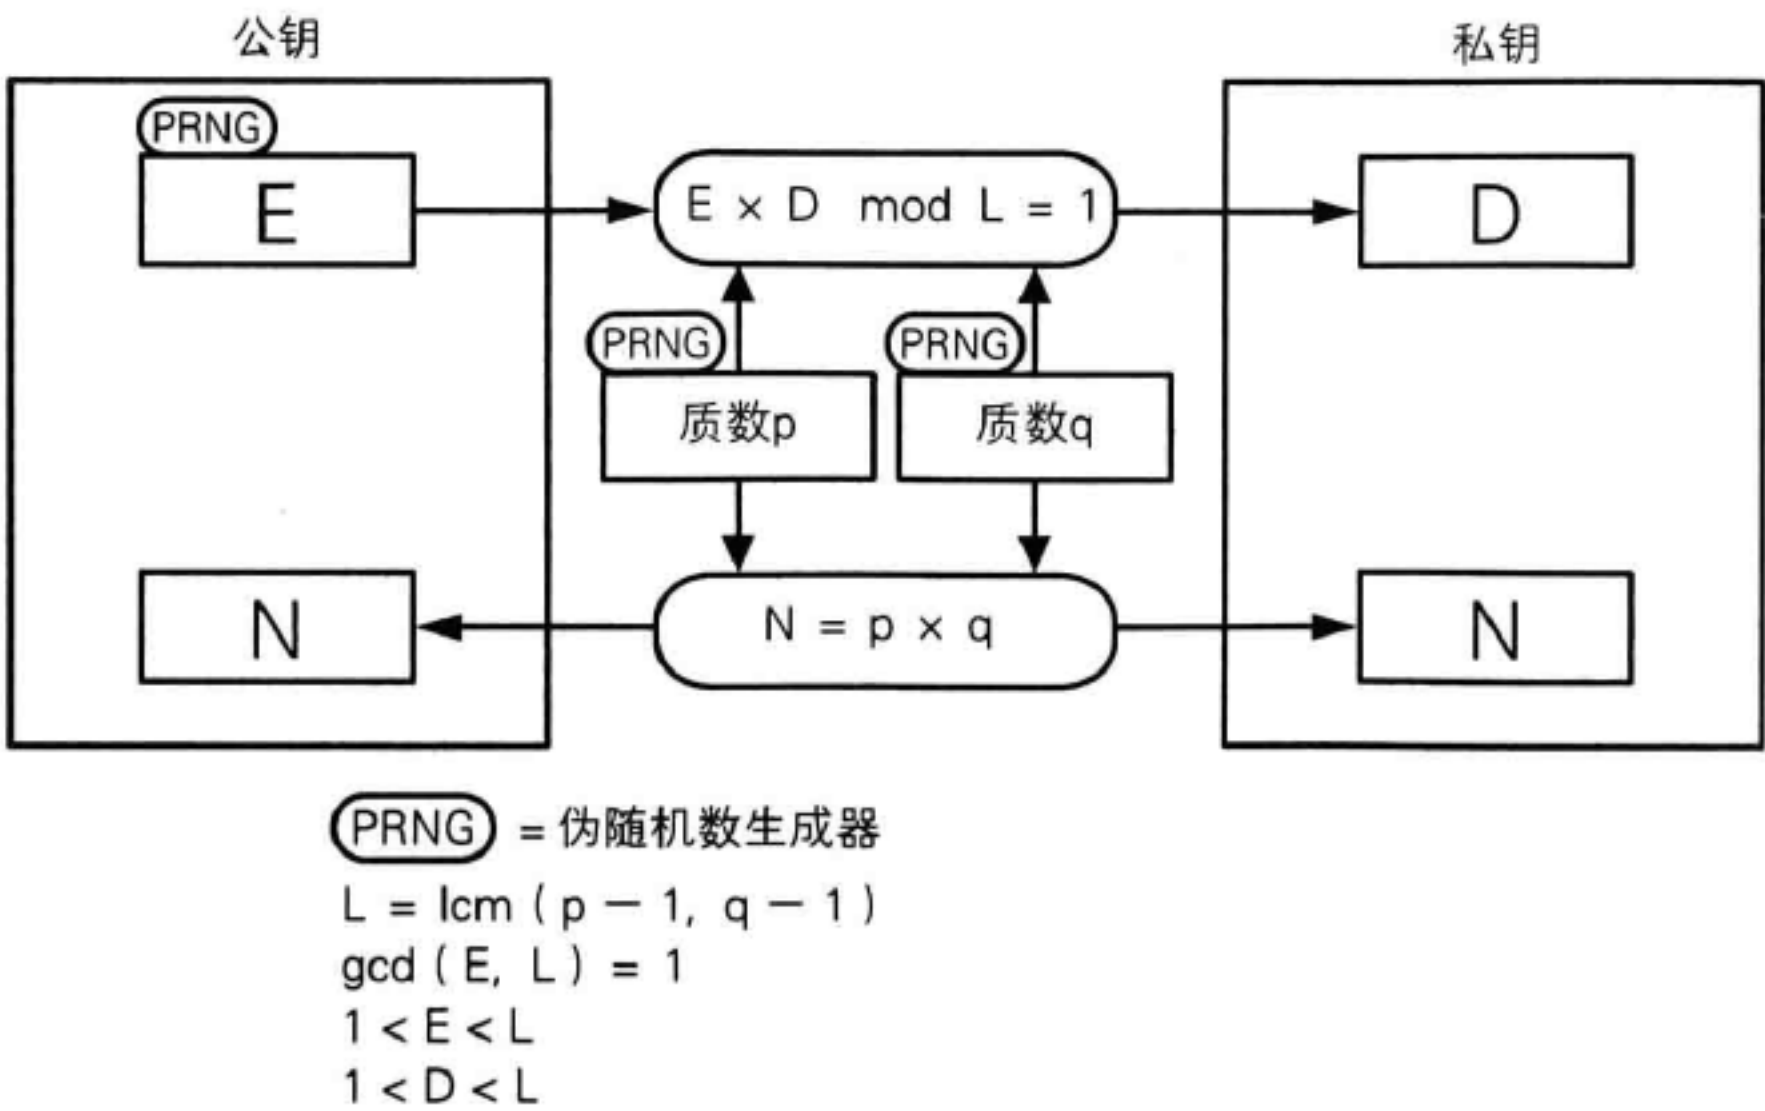 公钥
私钥
PRNG
E
E × D mod L = 1
D
PRNG
PRNG
质数p
质数q
N
N = p × q
N
PRNG = 伪随机数生成器
L = lcm ( p － 1, q － 1 )
gcd ( E, L ) = 1
1 < E < L
1 < D < L